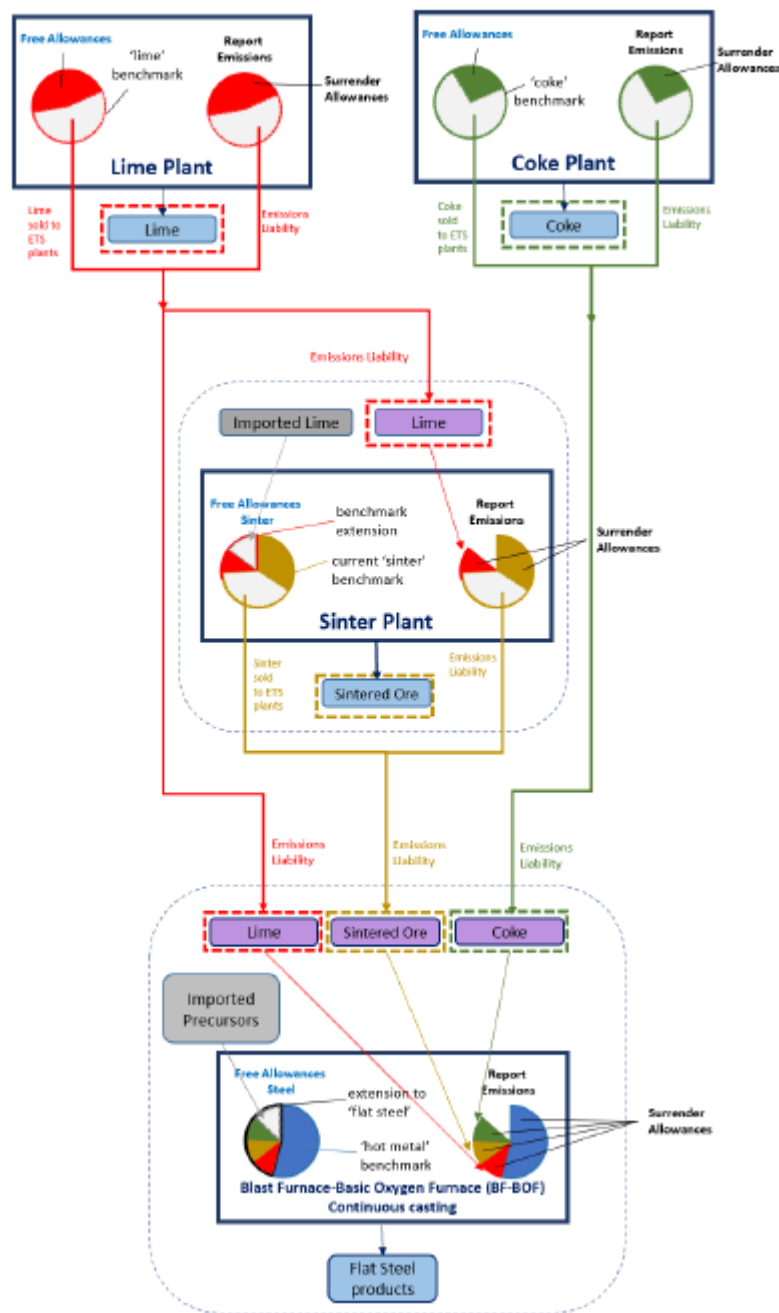 Free Allowances
'lime'
benchmark
Report
Emissions
Surrender
Allowances
Lime Plant
Lime
sold to
ETS
plants
Lime
Emissions
Liability
Free Allowances
'coke'
benchmark
Report
Emissions
Surrender
Allowances
Coke Plant
Coke
sold to
ETS
plants
Coke
Emissions
Liability
Emissions Liability
Imported Lime
Lime
Free Allowances
Sinter
benchmark
extension
current 'sinter'
benchmark
Report
Emissions
Surrender
Allowances
Sinter Plant
Sinter
sold
to ETS
plants
Emissions
Liability
Sintered Ore
Emissions
Liability
Emissions
Liability
Emissions
Liability
Lime
Sintered Ore
Coke
Imported
Precursors
Free Allowances
Steel
extension to
'flat steel'
'hot metal'
benchmark
Report
Emissions
Surrender
Allowances
Blast Furnace-Basic Oxygen Furnace (BF-BOF)
Continuous casting
Flat Steel
products